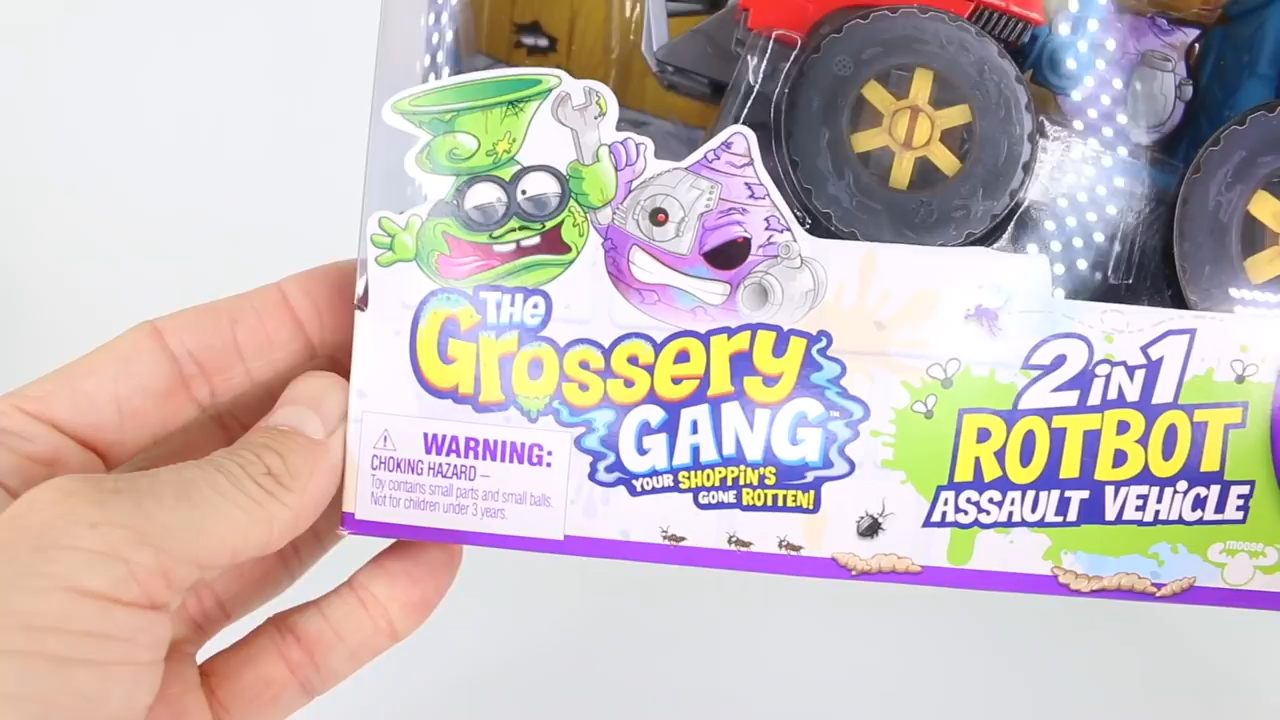 THE
Grossery
GANG™
YOUR SHOPPiN'S
GONE ROTTEN!
WARNING:
CHOKING HAZARD –
Toy contains small parts and small balls.
Not for children under 3 years.
2 iN 1
ROTBOT
ASSAULT VEHiCLE
moose